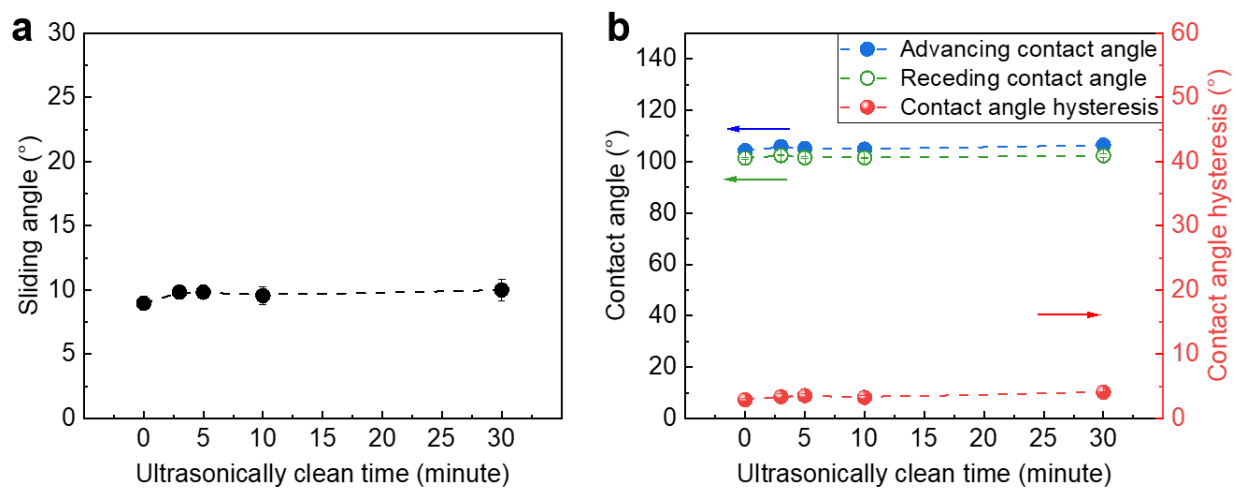 a
30
25
20
15
10
5
0
Sliding angle (°)
0 5 10 15 20 25 30
Ultrasonically clean time (minute)
b
140
120
100
80
60
40
20
0
Contact angle (°)
Advancing contact angle
Receding contact angle
Contact angle hysteresis
60
50
40
30
20
10
0
Contact angle hysteresis (°)
0 5 10 15 20 25 30
Ultrasonically clean time (minute)